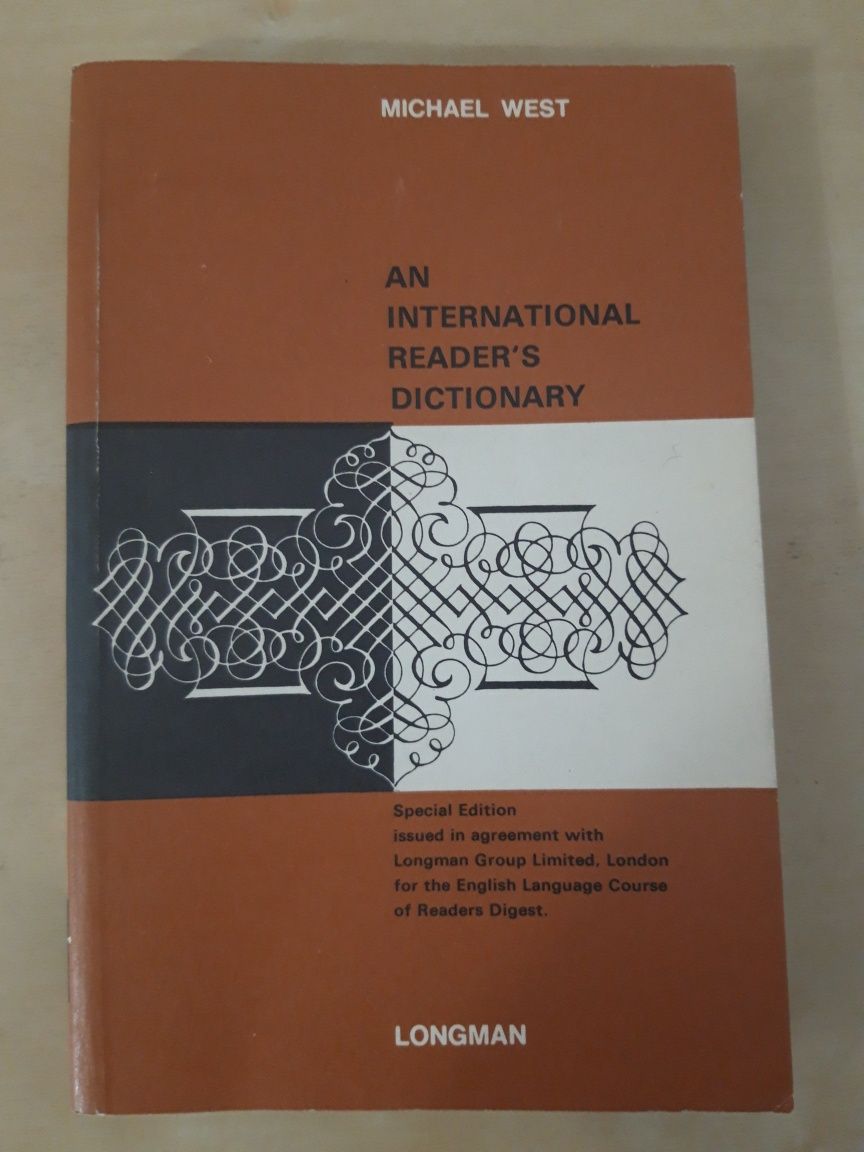 MICHAEL WEST
AN
INTERNATIONAL
READER'S
DICTIONARY
Special Edition
issued in agreement with
Longman Group Limited, London
for the English Language Course
of Readers Digest.
LONGMAN